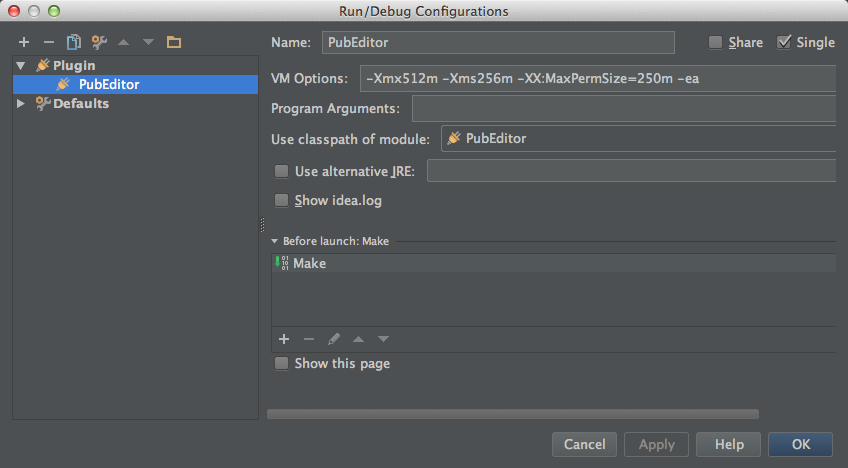 Run/Debug Configurations
Name: PubEditor Share Single
Plugin
PubEditor
Defaults
VM Options: -Xmx512m -Xms256m -XX:MaxPermSize=250m -ea
Program Arguments:
Use classpath of module: PubEditor
Use alternative JRE:
Show idea.log
Before launch: Make
Make
Show this page
Cancel Apply Help OK